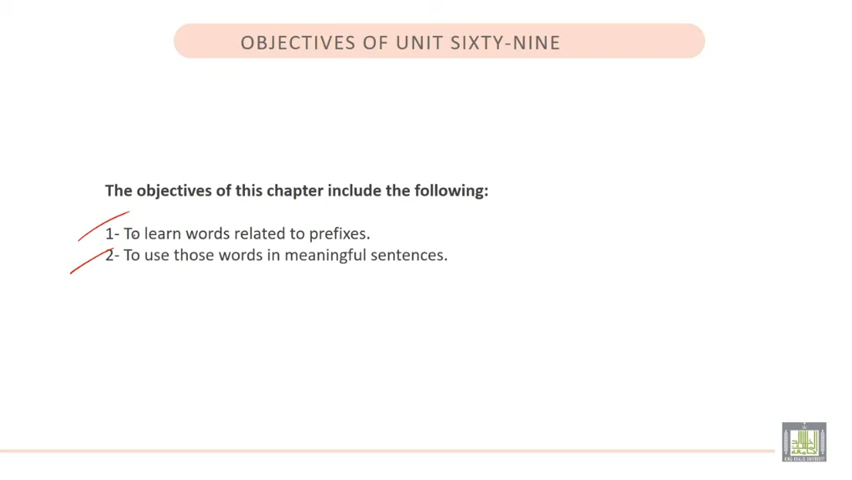 OBJECTIVES OF UNIT SIXTY-NINE
The objectives of this chapter include the following:
1- To learn words related to prefixes.
2- To use those words in meaningful sentences.